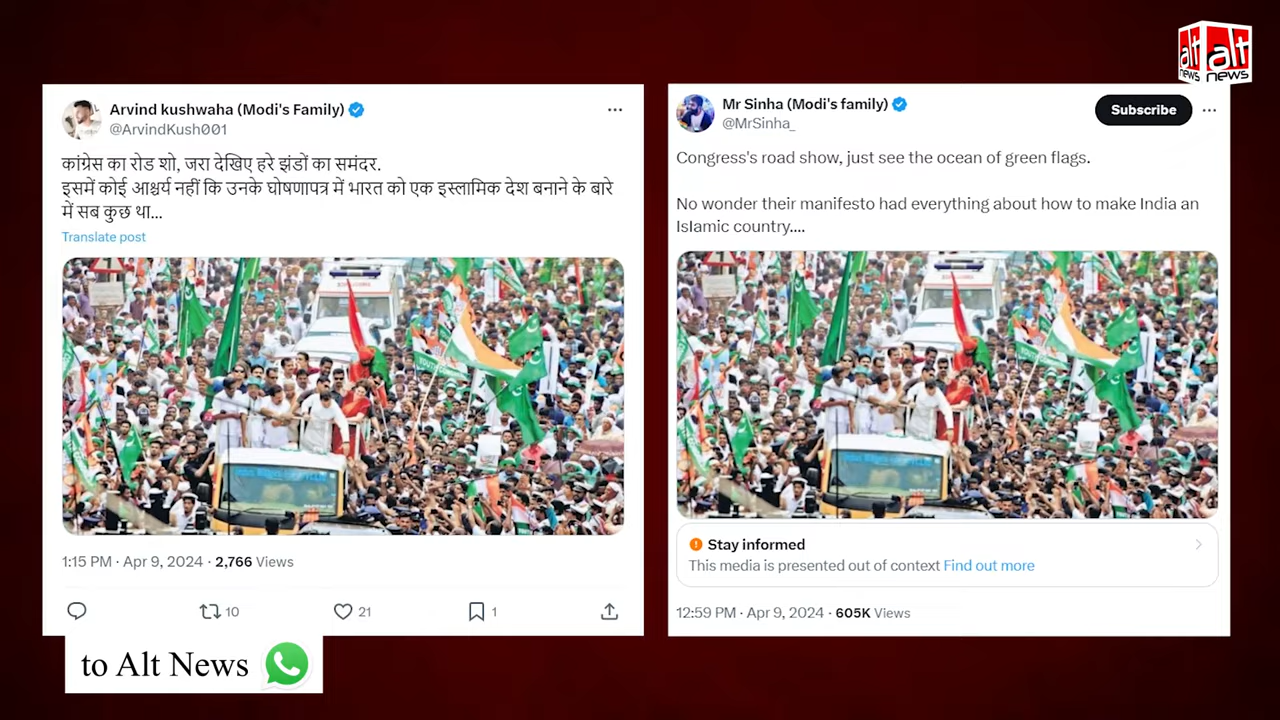 alt news
alt news
Arvind kushwaha (Modi's Family)
@ArvindKush001
कांग्रेस का रोड शो, जरा देखिए हरे झंडों का समंदर.
इसमें कोई आश्चर्य नहीं कि उनके घोषणापत्र में भारत को एक इस्लामिक देश बनाने के बारे
में सब कुछ था...
Translate post
1:15 PM · Apr 9, 2024 · 2,766 Views
10 21 1
to Alt News
Mr Sinha (Modi's family)
@MrSinha_
Subscribe
Congress's road show, just see the ocean of green flags.
No wonder their manifesto had everything about how to make India an
Islamic country....
Stay informed
This media is presented out of context Find out more
12:59 PM · Apr 9, 2024 · 605K Views